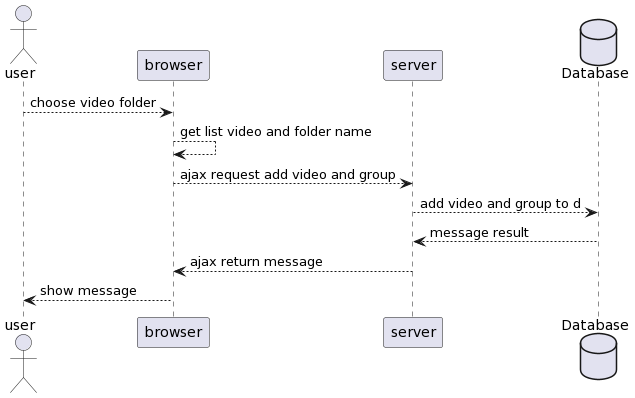 user
browser
server
Database
choose video folder
get list video and folder name
ajax request add video and group
add video and group to d
message result
ajax return message
show message
user
browser
server
Database